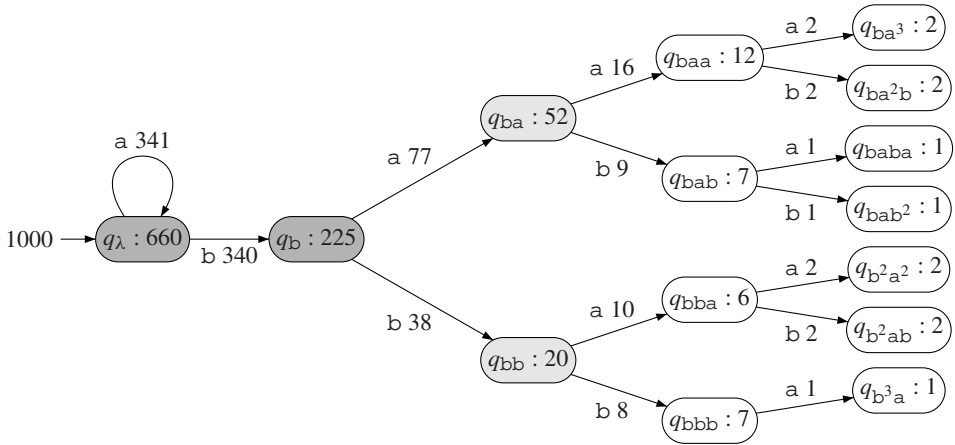 1000
q_λ : 660
a 341
b 340
q_b : 225
a 77
b 38
q_ba : 52
a 16
b 9
q_bb : 20
a 10
b 8
q_baa : 12
a 2
b 2
q_bab : 7
a 1
b 1
q_bba : 6
a 2
b 2
q_bbb : 7
a 1
q_ba³ : 2
q_ba²b : 2
q_baba : 1
q_bab² : 1
q_b²a² : 2
q_b²ab : 2
q_b³a : 1